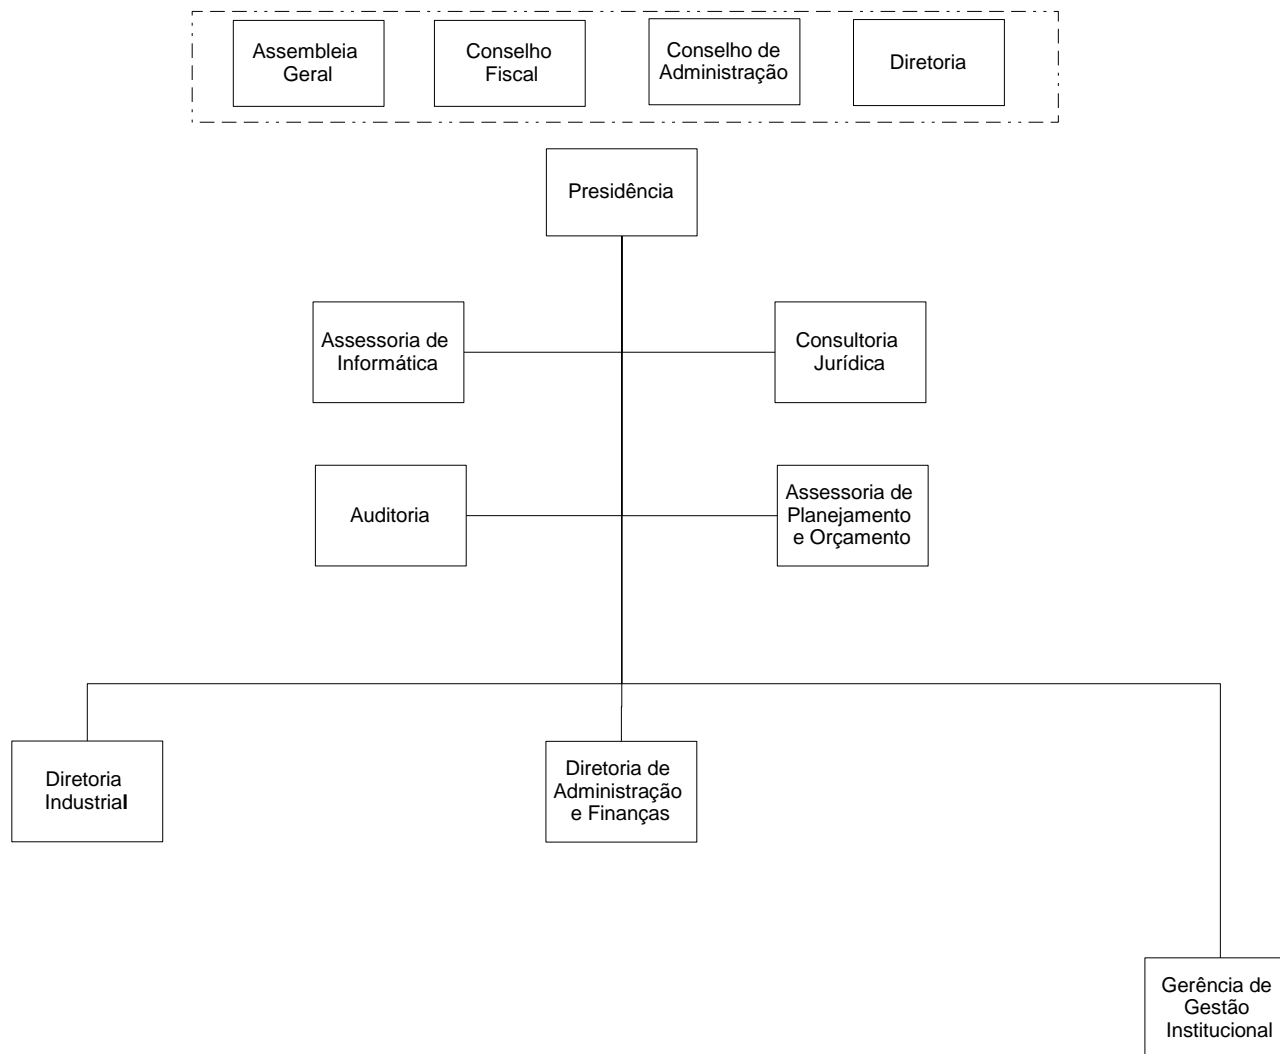 Assembleia
Geral
Conselho
Fiscal
Conselho de
Administração
Diretoria
Presidência
Assessoria de
Informática
Consultoria
Jurídica
Auditoria
Assessoria de
Planejamento
e Orçamento
Diretoria
Industrial
Diretoria de
Administração
e Finanças
Gerência de
Gestão
Institucional